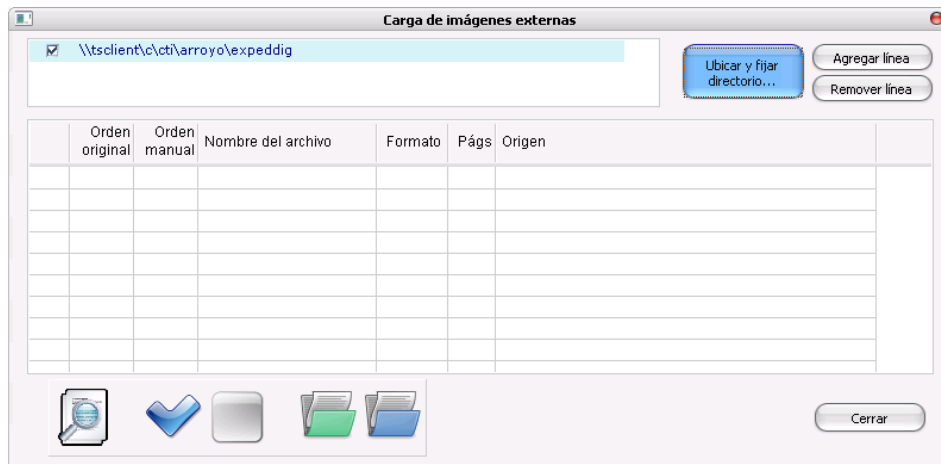 Carga de imágenes externas
\\tsclient\c\cti\arroyo\expeddig
Ubicar y fijar
directorio...
Agregar línea
Remover línea
Orden original
Orden manual
Nombre del archivo
Formato
Págs
Origen
Cerrar